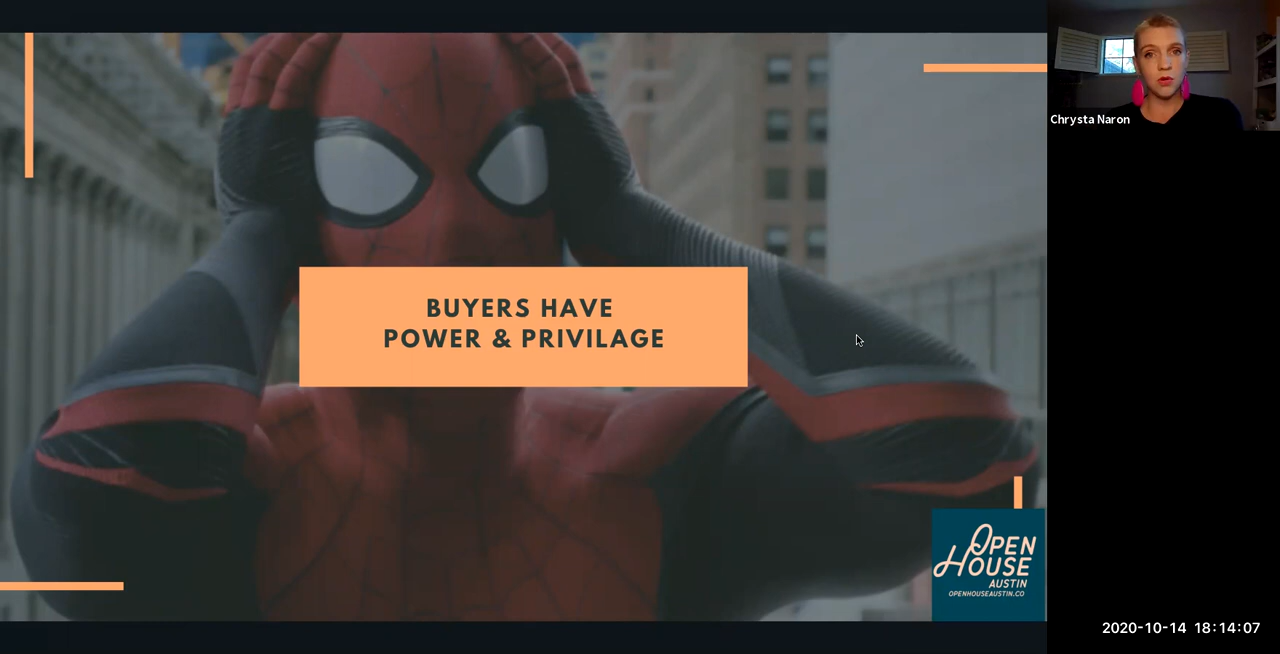 BUYERS HAVE
POWER & PRIVILAGE
Chrysta Naron
OPEN
HOUSE
AUSTIN
OPENHOUSEAUSTIN.CO
2020-10-14 18:14:07